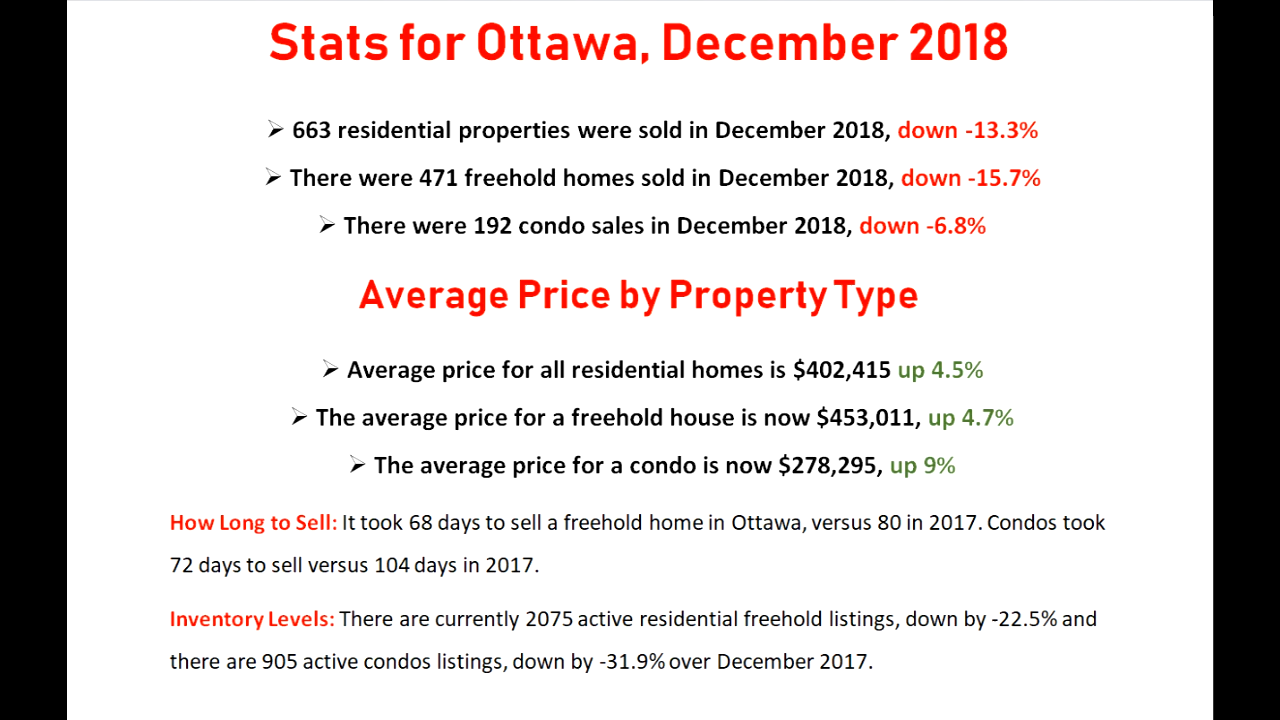 Stats for Ottawa, December 2018
➢ 663 residential properties were sold in December 2018, down -13.3%
➢ There were 471 freehold homes sold in December 2018, down -15.7%
➢ There were 192 condo sales in December 2018, down -6.8%
Average Price by Property Type
➢ Average price for all residential homes is $402,415 up 4.5%
➢ The average price for a freehold house is now $453,011, up 4.7%
➢ The average price for a condo is now $278,295, up 9%
How Long to Sell: It took 68 days to sell a freehold home in Ottawa, versus 80 in 2017. Condos took
72 days to sell versus 104 days in 2017.
Inventory Levels: There are currently 2075 active residential freehold listings, down by -22.5% and
there are 905 active condos listings, down by -31.9% over December 2017.